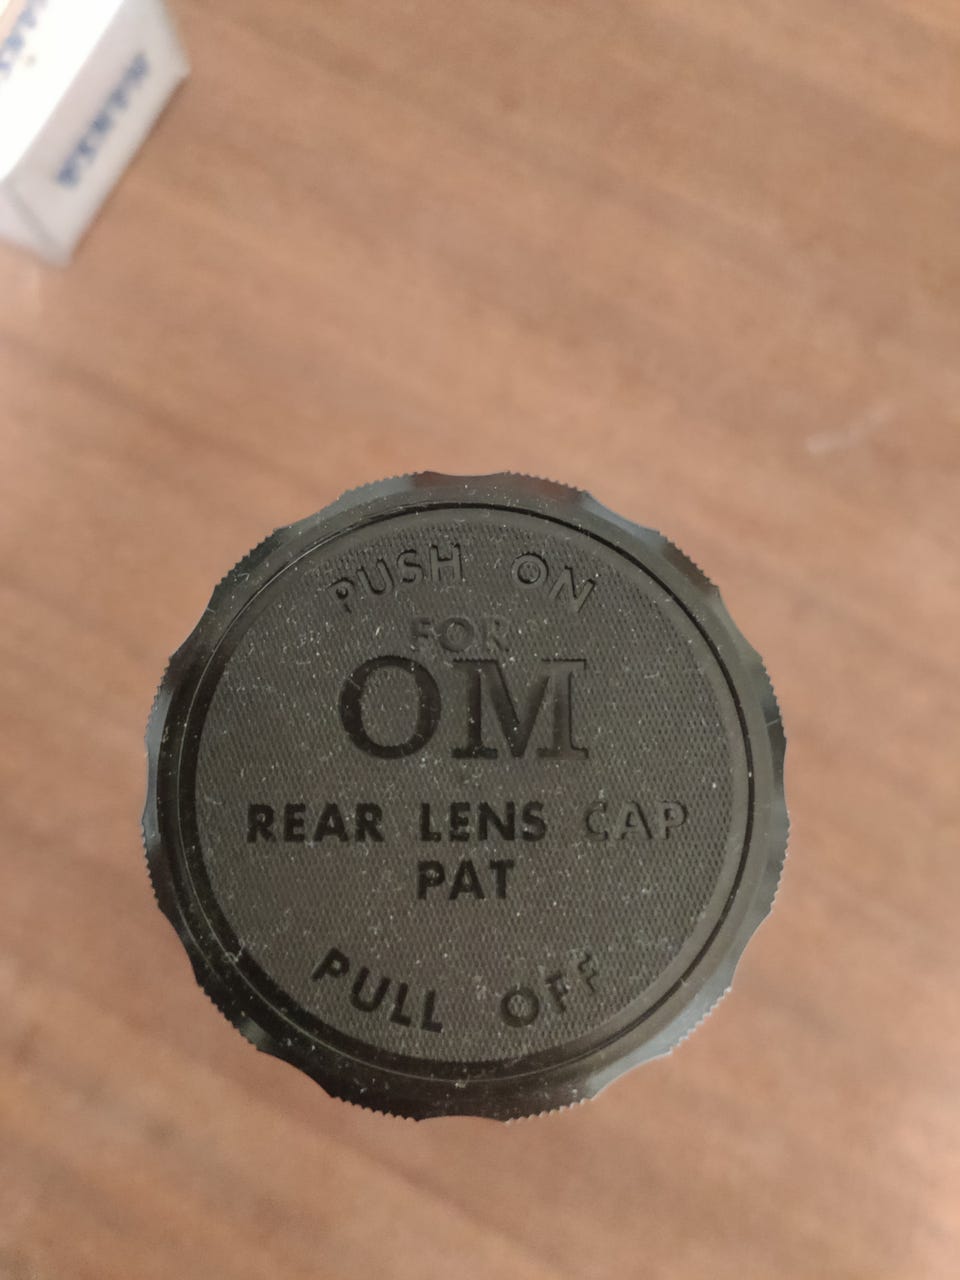 PUSH ON
FOR
OM
REAR LENS CAP
PAT
PULL OFF